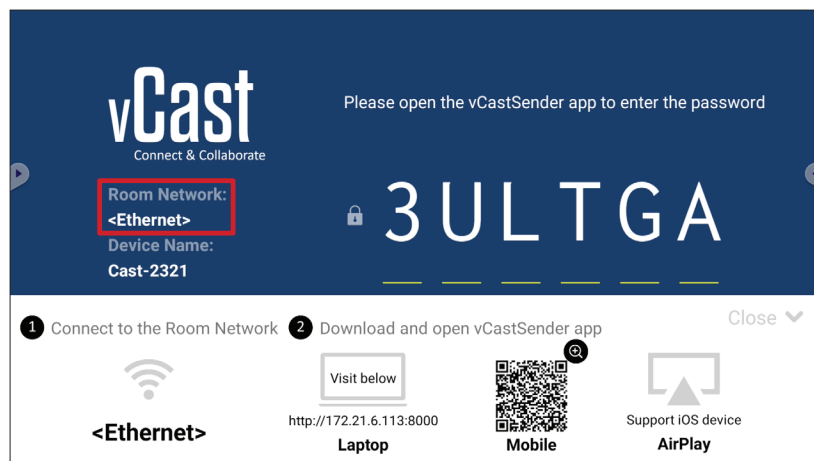 vCast
Connect & Collaborate
Please open the vCastSender app to enter the password
Room Network:
<Ethernet>
Device Name:
Cast-2321
3ULTGA
1 Connect to the Room Network
2 Download and open vCastSender app
Close
<Ethernet>
Visit below
http://172.21.6.113:8000
Laptop
Mobile
Support iOS device
AirPlay